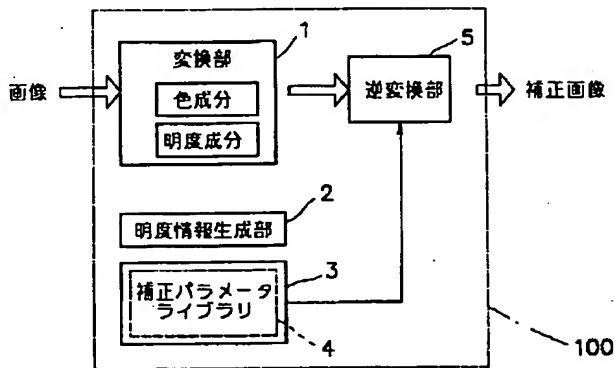 1
5
変換部
画像
色成分
明度成分
逆変換部
補正画像
2
明度情報生成部
3
補正パラメータ
ライブラリ
4
100